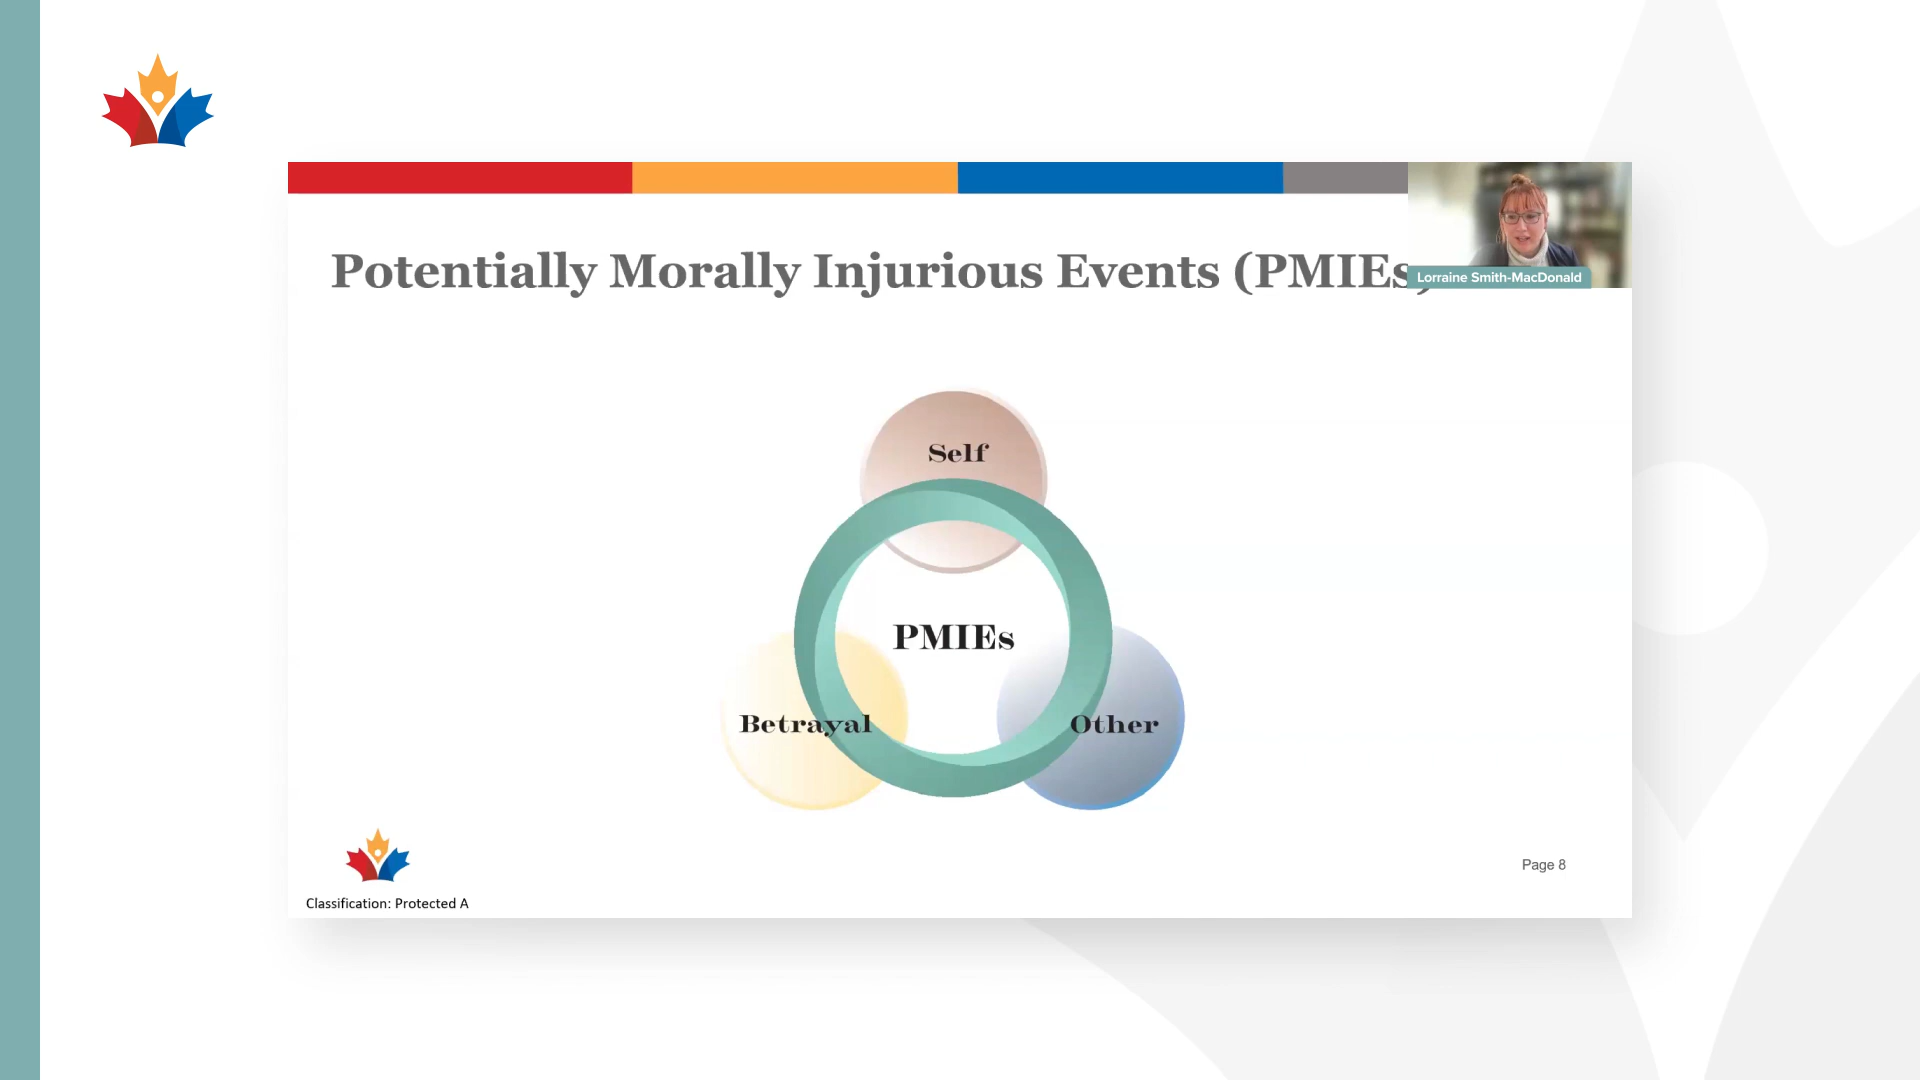 Potentially Morally Injurious Events (PMIEs)
Lorraine Smith-MacDonald
Self
PMIEs
Betrayal
Other
Page 8
Classification: Protected A